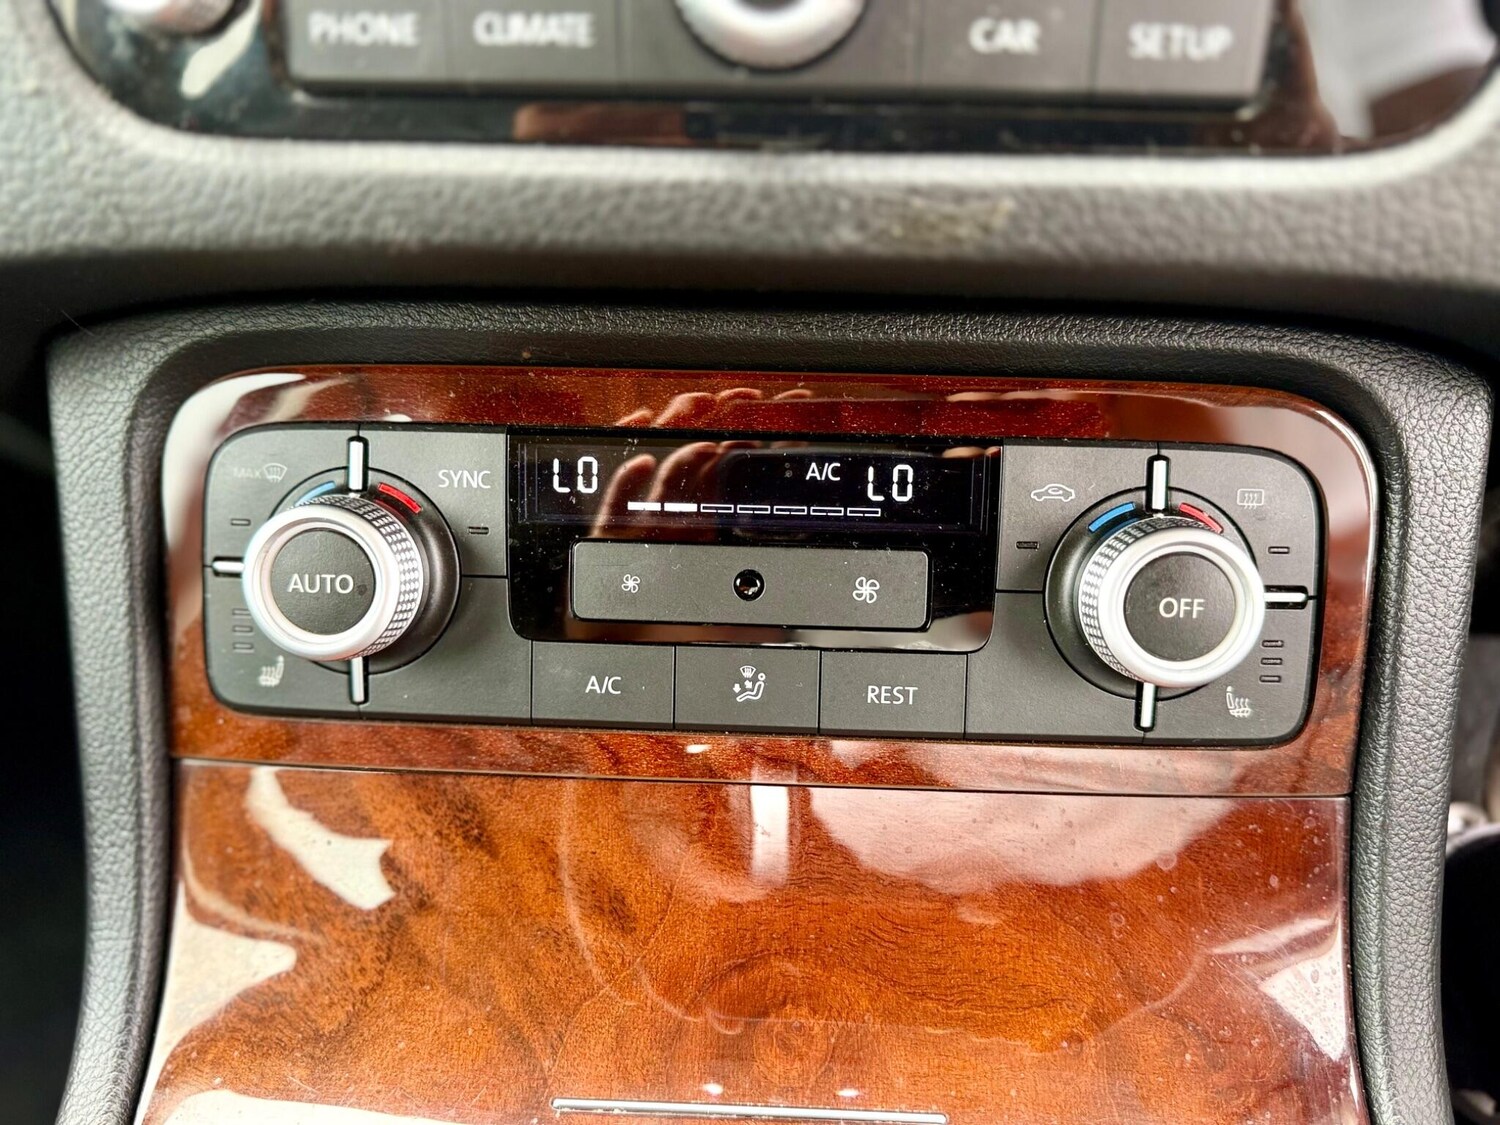 PHONE CLIMATE CAR SETUP
MAX SYNC LO A/C LO
AUTO OFF
A/C REST